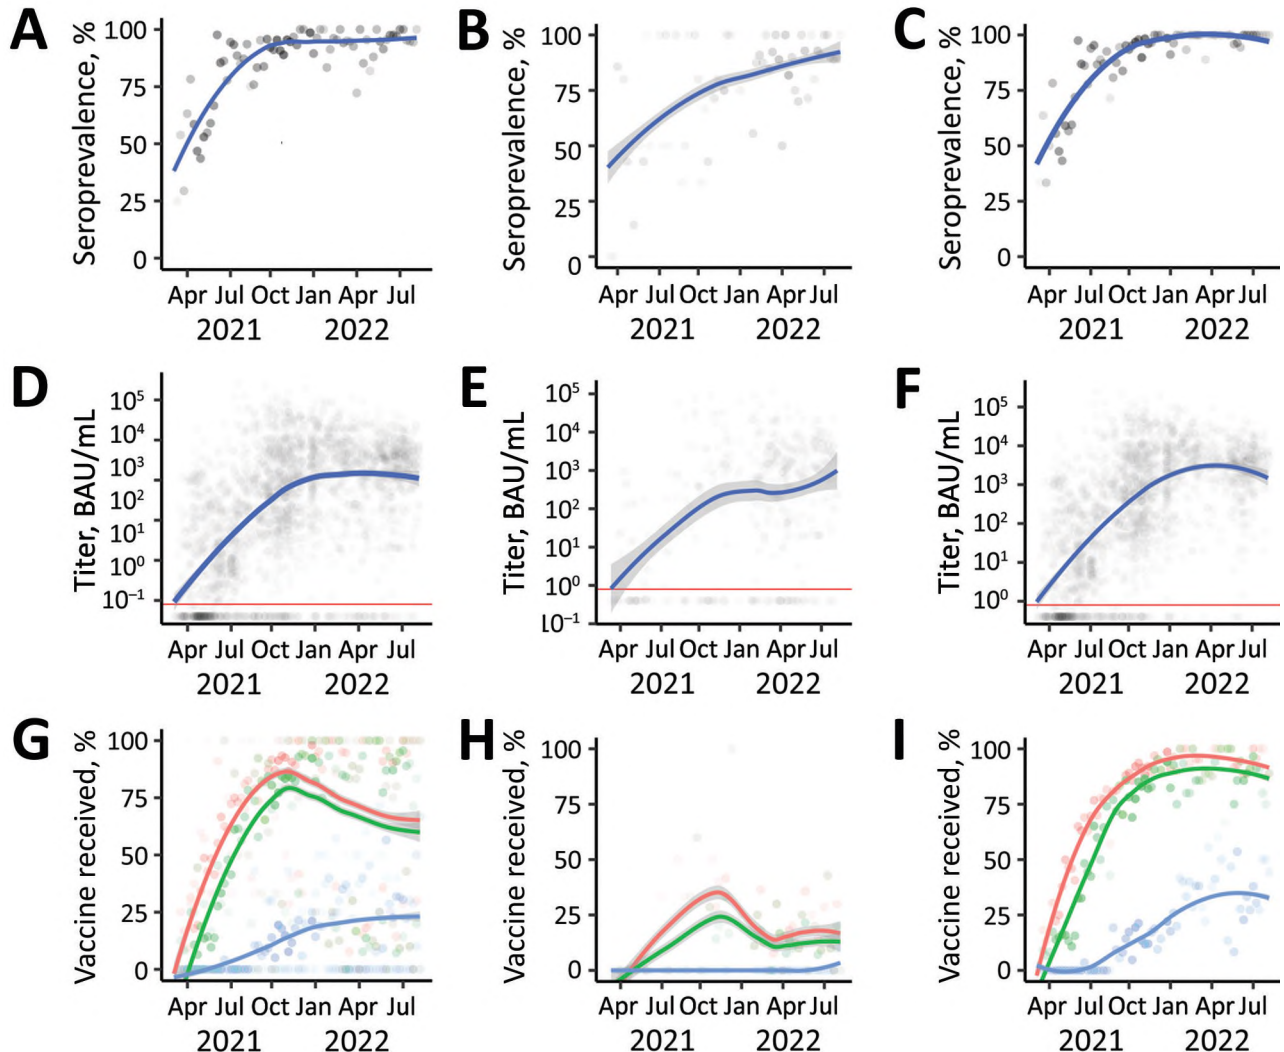 A
Seroprevalence, %
100
75
50
25
0
Apr Jul Oct Jan Apr Jul
2021 2022
B
Seroprevalence, %
100
75
50
25
0
Apr Jul Oct Jan Apr Jul
2021 2022
C
Seroprevalence, %
100
75
50
25
0
Apr Jul Oct Jan Apr Jul
2021 2022
D
Titer, BAU/mL
10⁵
10⁴
10³
10²
10¹
10⁰
10⁻¹
Apr Jul Oct Jan Apr Jul
2021 2022
E
Titer, BAU/mL
10⁵
10⁴
10³
10²
10¹
10⁰
10⁻¹
Apr Jul Oct Jan Apr Jul
2021 2022
F
Titer, BAU/mL
10⁵
10⁴
10³
10²
10¹
10⁰
Apr Jul Oct Jan Apr Jul
2021 2022
G
Vaccine received, %
100
75
50
25
0
Apr Jul Oct Jan Apr Jul
2021 2022
H
Vaccine received, %
100
50
25
0
Apr Jul Oct Jan Apr Jul
2021 2022
I
Vaccine received, %
100
75
50
25
0
Apr Jul Oct Jan Apr Jul
2021 2022